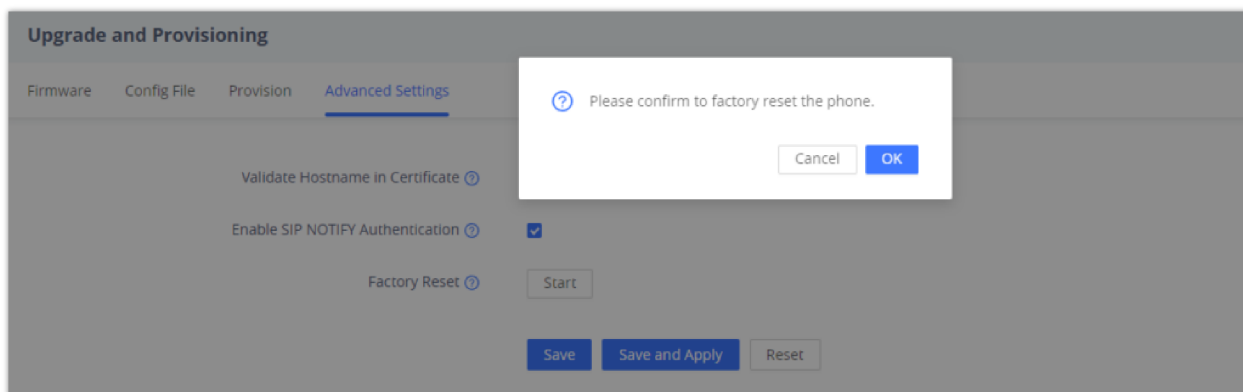 Upgrade and Provisioning
Firmware Config File Provision Advanced Settings
Please confirm to factory reset the phone.
Cancel OK
Validate Hostname in Certificate
Enable SIP NOTIFY Authentication
Factory Reset Start
Save Save and Apply Reset